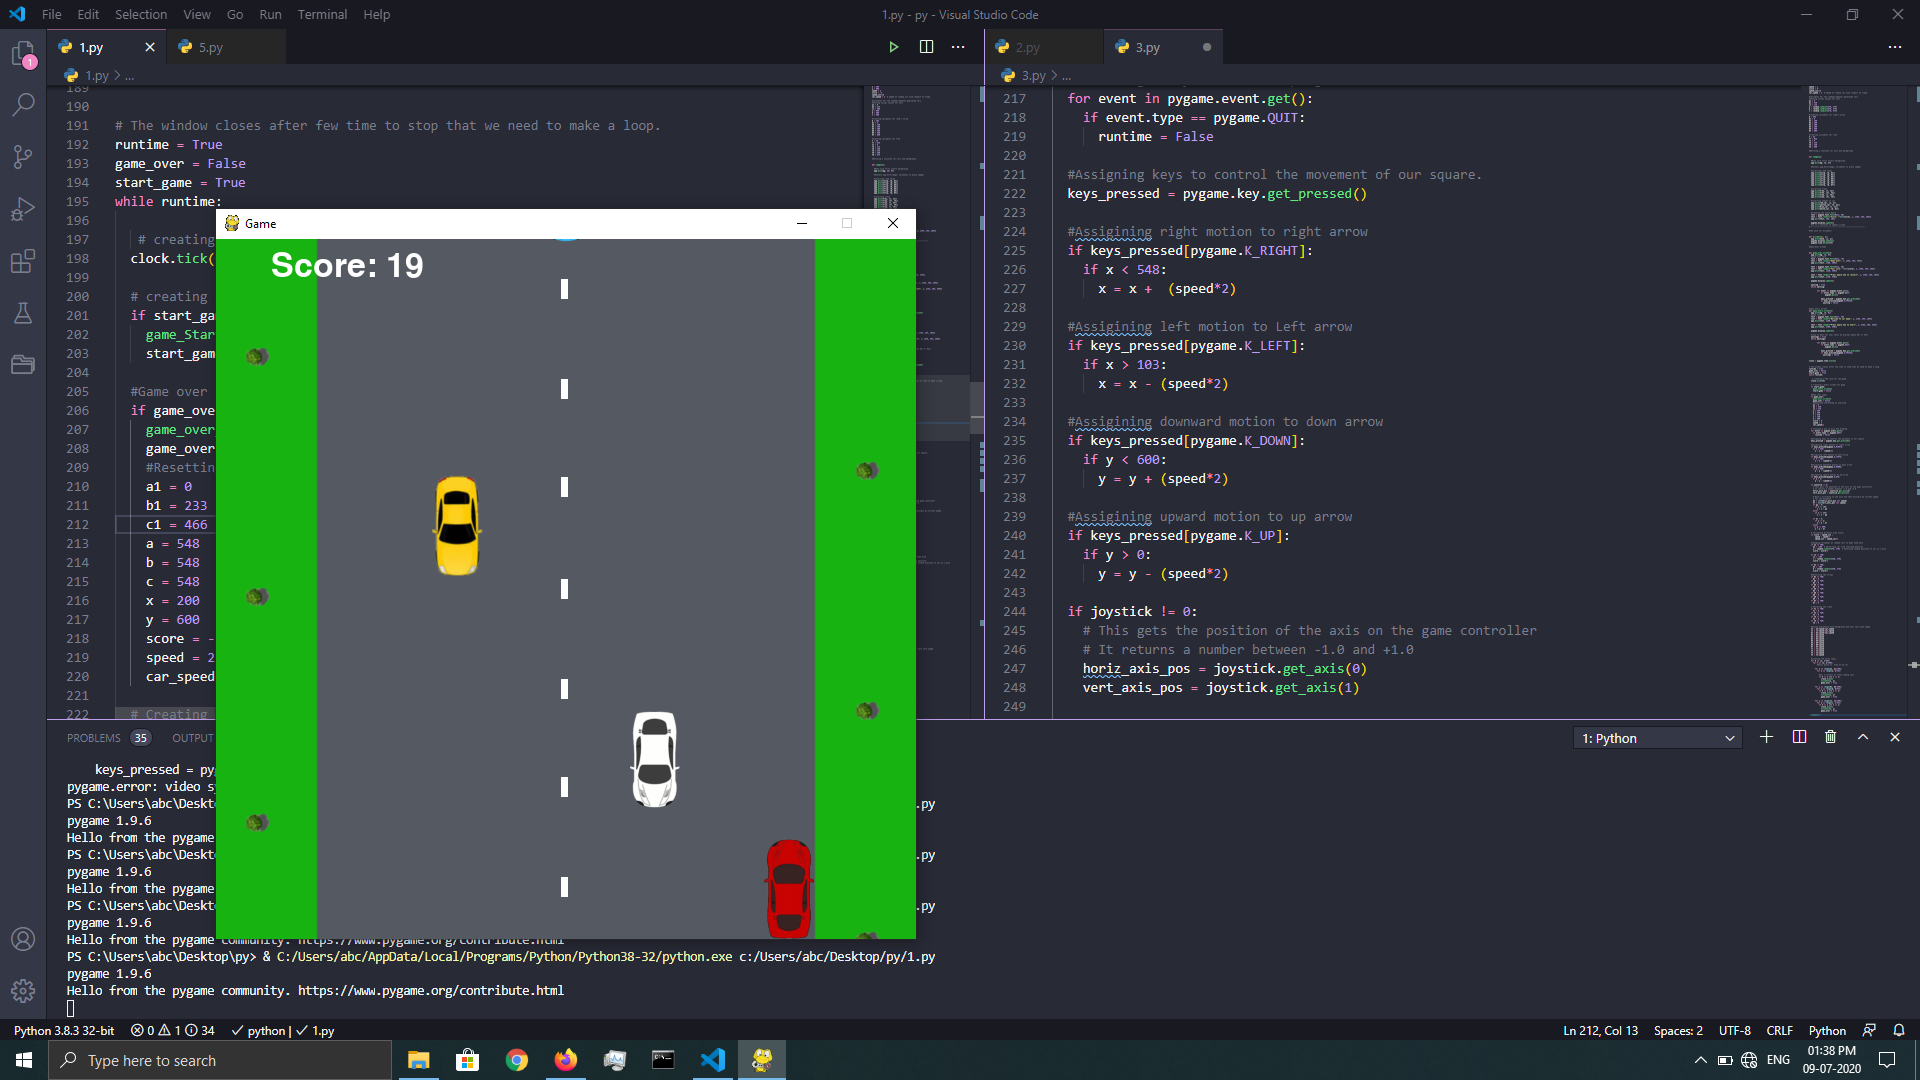 File Edit Selection View Go Run Terminal Help
1.py - py - Visual Studio Code
1
1.py
5.py
1.py > ...
189
190
191 # The window closes after few time to stop that we need to make a loop.
192 runtime = True
193 game_over = False
194 start_game = True
195 while runtime:
196
197 # creating
198 clock.tick(
199
200 # creating
201 if start_ga
202 game_Star
203 start_gam
204
205 #Game over
206 if game_ove
207 game_over
208 game_over
209 #Resettin
210 a1 = 0
211 b1 = 233
212 c1 = 466
213 a = 548
214 b = 548
215 c = 548
216 x = 200
217 y = 600
218 score = -
219 speed = 2
220 car_speed
221
222 # Creating
Game
Score: 19
2.py
3.py
3.py > ...
217 for event in pygame.event.get():
218 if event.type == pygame.QUIT:
219 runtime = False
220
221 #Assigning keys to control the movement of our square.
222 keys_pressed = pygame.key.get_pressed()
223
224 #Assigining right motion to right arrow
225 if keys_pressed[pygame.K_RIGHT]:
226 if x < 548:
227 x = x +  (speed*2)
228
229 #Assigining left motion to Left arrow
230 if keys_pressed[pygame.K_LEFT]:
231 if x > 103:
232 x = x - (speed*2)
233
234 #Assigining downward motion to down arrow
235 if keys_pressed[pygame.K_DOWN]:
236 if y < 600:
237 y = y + (speed*2)
238
239 #Assigining upward motion to up arrow
240 if keys_pressed[pygame.K_UP]:
241 if y > 0:
242 y = y - (speed*2)
243
244 if joystick != 0:
245 # This gets the position of the axis on the game controller
246 # It returns a number between -1.0 and +1.0
247 horiz_axis_pos = joystick.get_axis(0)
248 vert_axis_pos = joystick.get_axis(1)
249
PROBLEMS 35 OUTPUT
1: Python
keys_pressed = pyg
pygame.error: video sy
PS C:\Users\abc\Deskto .py
pygame 1.9.6
Hello from the pygame
PS C:\Users\abc\Deskto .py
pygame 1.9.6
Hello from the pygame
PS C:\Users\abc\Deskto .py
pygame 1.9.6
Hello from the pygame community. https://www.pygame.org/contribute.html
PS C:\Users\abc\Desktop\py> & C:/Users/abc/AppData/Local/Programs/Python/Python38-32/python.exe c:/Users/abc/Desktop/py/1.py
pygame 1.9.6
Hello from the pygame community. https://www.pygame.org/contribute.html
Python 3.8.3 32-bit 0 1 34 python | 1.py
Ln 212, Col 13 Spaces: 2 UTF-8 CRLF Python
Type here to search
ENG
01:38 PM
09-07-2020